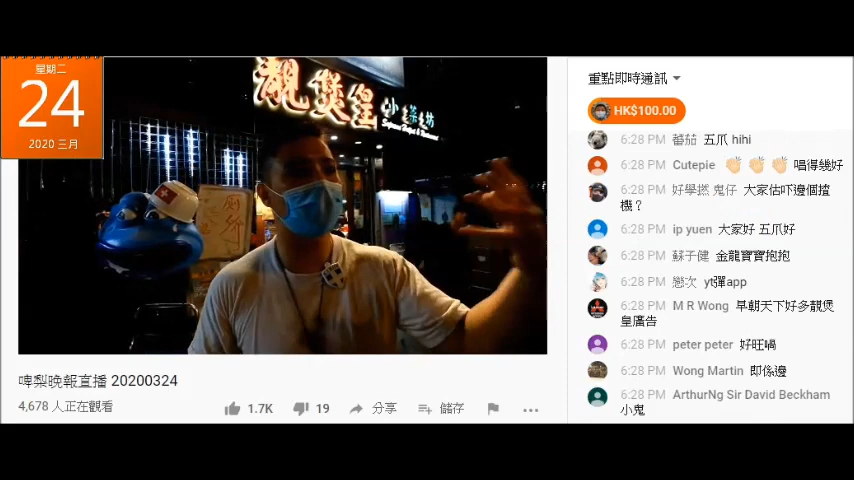 星期二
24
2020 三月
靚煲皇
小菜坊
啤梨晚報直播 20200324
4,678 人正在觀看
1.7K
19
分享
儲存
重點即時通訊
HK$100.00
6:28 PM 蕃茄 五爪 hihi
6:28 PM Cutepie 👏🏻 👏🏻 👏🏻 唱得幾好
6:28 PM 好學撚 鬼仔 大家估吓邊個揸
機？
6:28 PM ip yuen 大家好 五爪好
6:28 PM 蘇子健 金龍寶寶抱抱
6:28 PM 戀次 yt彈app
6:28 PM M R Wong 早朝天下好多靚煲
皇廣告
6:28 PM peter peter 好旺喎
6:28 PM Wong Martin 即係邊
6:28 PM ArthurNg Sir David Beckham
小鬼